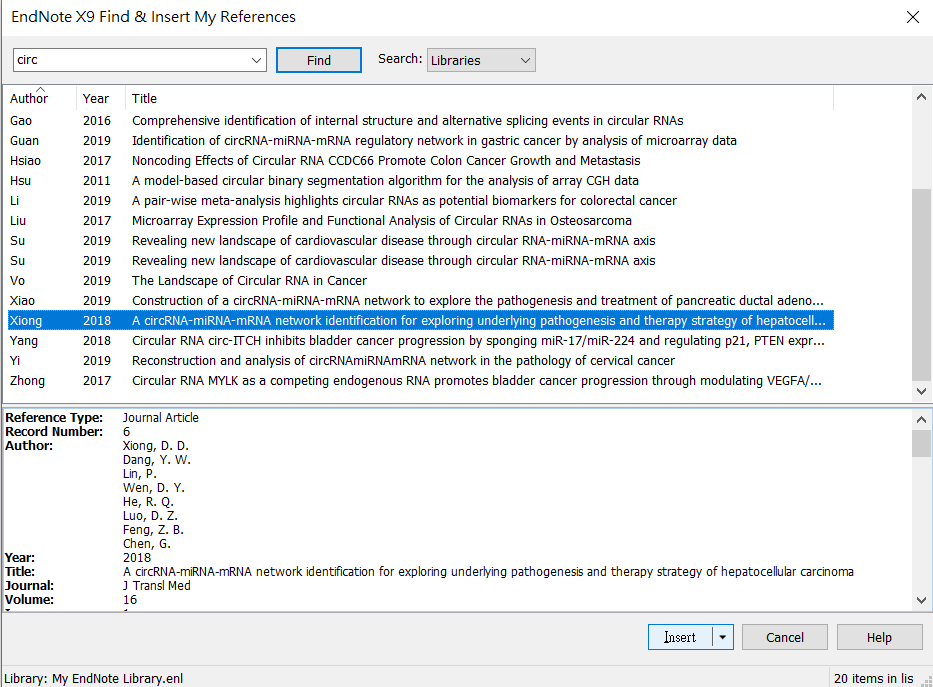 EndNote X9 Find & Insert My References
circ Find Search: Libraries
Author Year Title
Gao 2016 Comprehensive identification of internal structure and alternative splicing events in circular RNAs
Guan 2019 Identification of circRNA-miRNA-mRNA regulatory network in gastric cancer by analysis of microarray data
Hsiao 2017 Noncoding Effects of Circular RNA CCDC66 Promote Colon Cancer Growth and Metastasis
Hsu 2011 A model-based circular binary segmentation algorithm for the analysis of array CGH data
Li 2019 A pair-wise meta-analysis highlights circular RNAs as potential biomarkers for colorectal cancer
Liu 2017 Microarray Expression Profile and Functional Analysis of Circular RNAs in Osteosarcoma
Su 2019 Revealing new landscape of cardiovascular disease through circular RNA-miRNA-mRNA axis
Su 2019 Revealing new landscape of cardiovascular disease through circular RNA-miRNA-mRNA axis
Vo 2019 The Landscape of Circular RNA in Cancer
Xiao 2019 Construction of a circRNA-miRNA-mRNA network to explore the pathogenesis and treatment of pancreatic ductal adeno...
Xiong 2018 A circRNA-miRNA-mRNA network identification for exploring underlying pathogenesis and therapy strategy of hepatocell...
Yang 2018 Circular RNA circ-ITCH inhibits bladder cancer progression by sponging miR-17/miR-224 and regulating p21, PTEN expr...
Yi 2019 Reconstruction and analysis of circRNAmiRNAmRNA network in the pathology of cervical cancer
Zhong 2017 Circular RNA MYLK as a competing endogenous RNA promotes bladder cancer progression through modulating VEGFA/...
Reference Type: Journal Article
Record Number: 6
Author: Xiong, D. D.
Dang, Y. W.
Lin, P.
Wen, D. Y.
He, R. Q.
Luo, D. Z.
Feng, Z. B.
Chen, G.
Year: 2018
Title: A circRNA-miRNA-mRNA network identification for exploring underlying pathogenesis and therapy strategy of hepatocellular carcinoma
Journal: J Transl Med
Volume: 16
Insert Cancel Help
Library: My EndNote Library.enl 20 items in lis